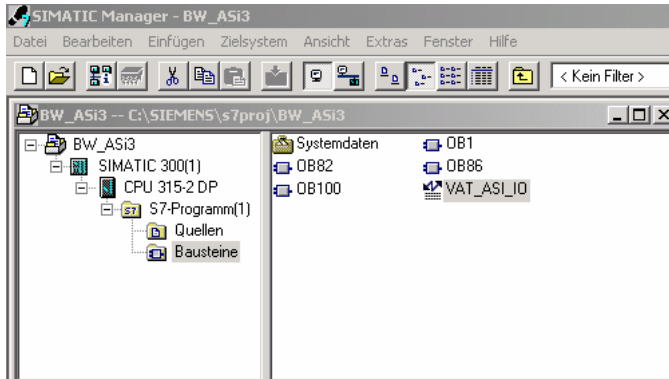 SIMATIC Manager - BW_ASi3
Datei Bearbeiten Einfügen Zielsystem Ansicht Extras Fenster Hilfe
< Kein Filter >
BW_ASi3 -- C:\SIEMENS\s7proj\BW_ASi3
BW_ASi3
SIMATIC 300(1)
CPU 315-2 DP
S7-Programm(1)
Quellen
Bausteine
Systemdaten OB1
OB82 OB86
OB100 VAT_ASI_IO